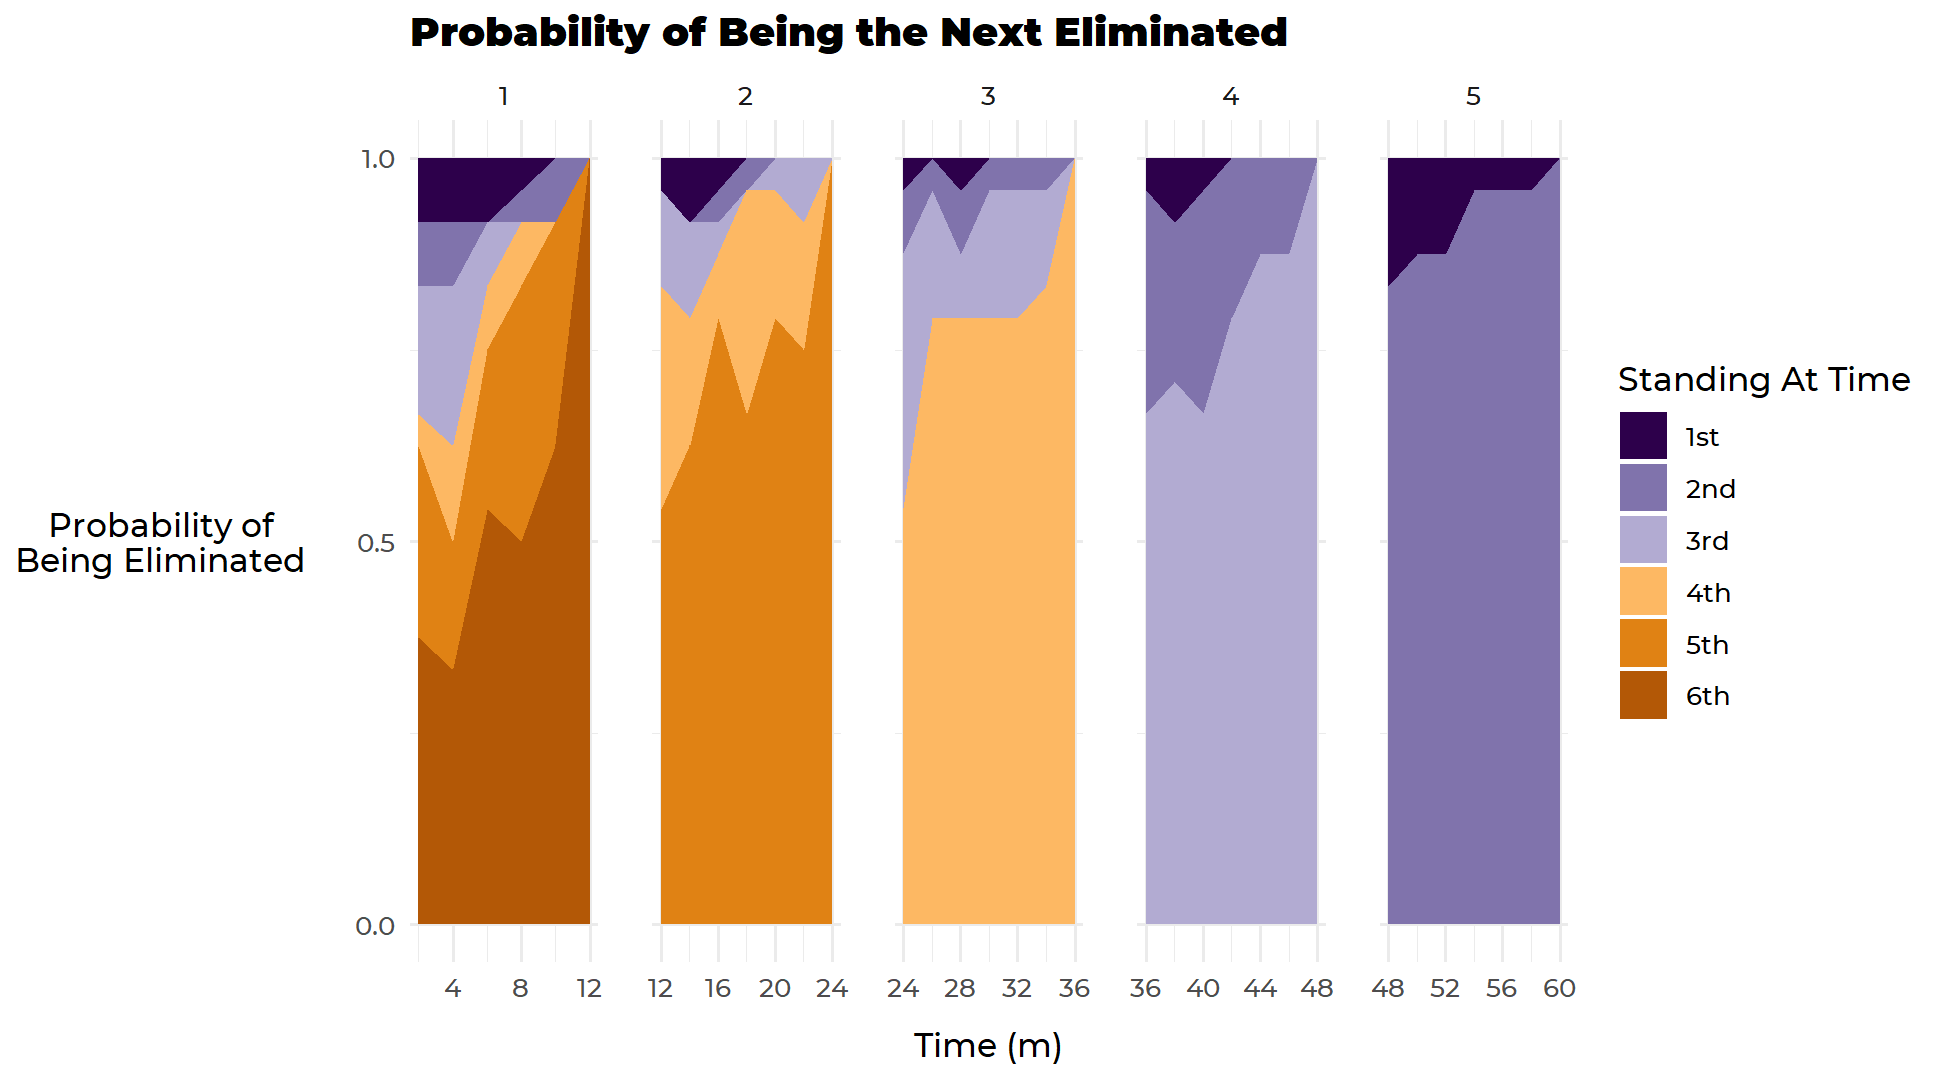 Probability of Being the Next Eliminated
1 2 3 4 5
1.0
0.5
0.0
Probability of
Being Eliminated
4 8 12 12 16 20 24 24 28 32 36 36 40 44 48 48 52 56 60
Time (m)
Standing At Time
1st
2nd
3rd
4th
5th
6th